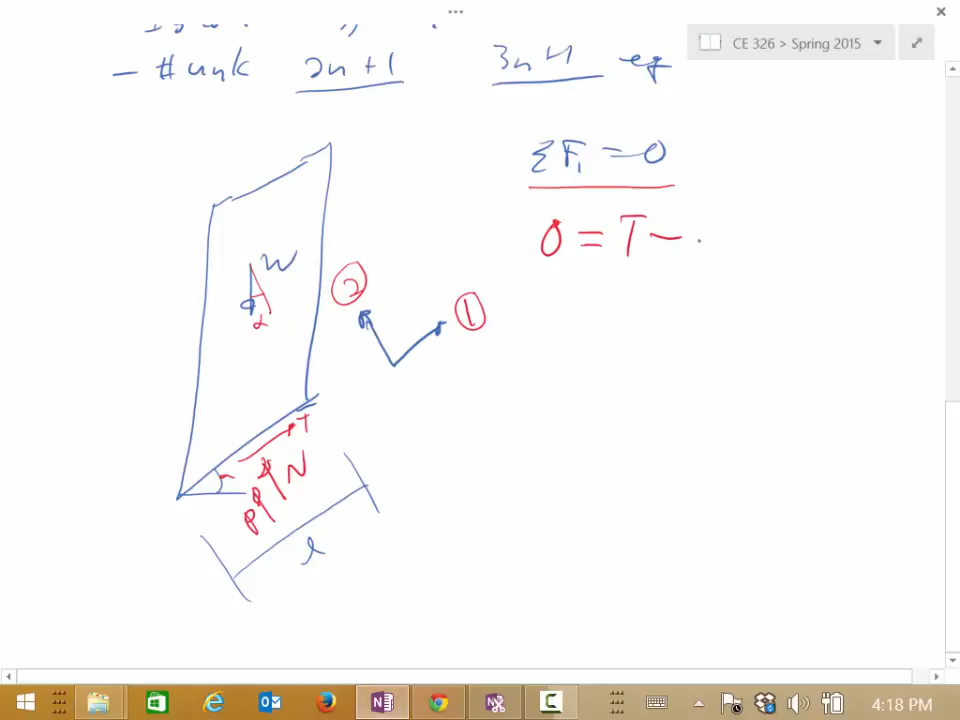 CE 326 > Spring 2015
- #unk 2n+1 3n+1 eq
ΣF₁ = 0
0 = T -
W
α
②
①
T
N
l
4:18 PM